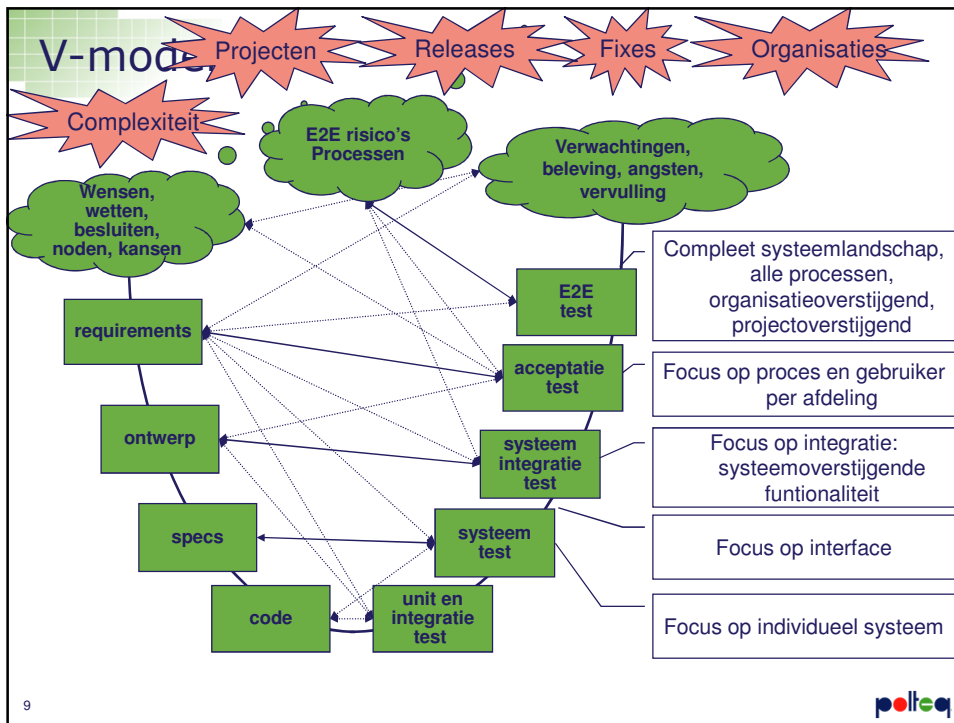 V-model
Projecten
Releases
Fixes
Organisaties
Complexiteit
E2E risico's
Processen
Verwachtingen,
beleving, angsten,
vervulling
Wensen,
wetten,
besluiten,
noden, kansen
E2E
test
Compleet systeemlandschap,
alle processen,
organisatieoverstijgend,
projectoverstijgend
requirements
acceptatie
test
Focus op proces en gebruiker
per afdeling
ontwerp
systeem
integratie
test
Focus op integratie:
systeemoverstijgende
funtionaliteit
specs
systeem
test
Focus op interface
code
unit en
integratie
test
Focus op individueel systeem
9
polteq